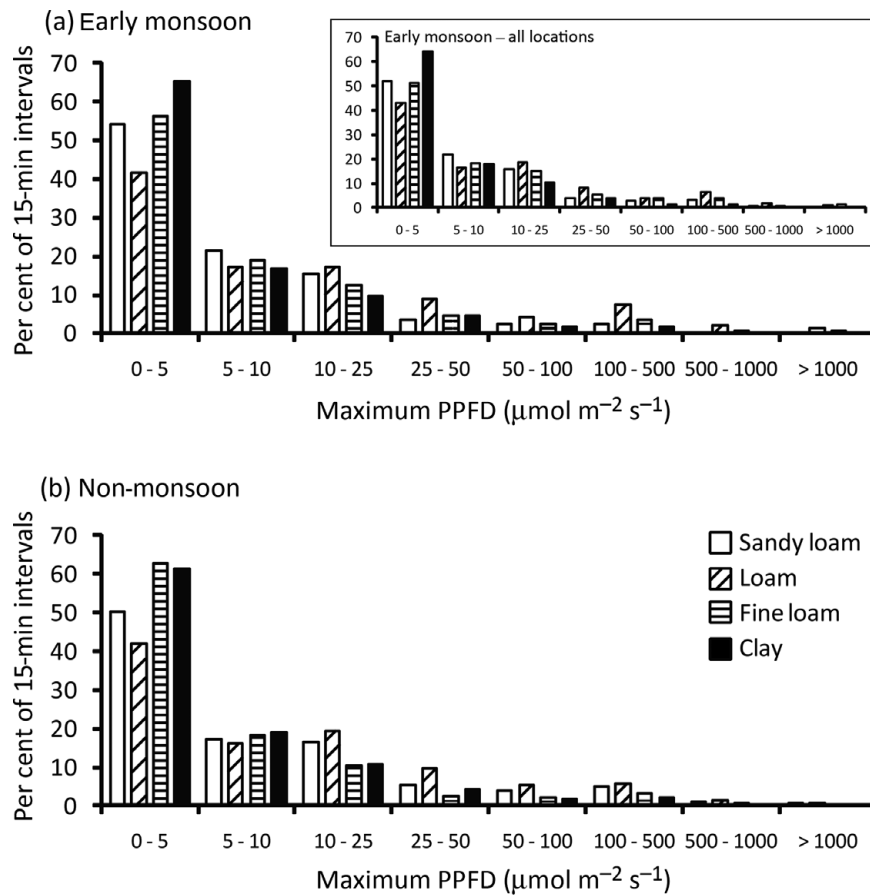 (a) Early monsoon
Early monsoon – all locations
70
60
50
40
30
20
10
0
0 - 5 5 - 10 10 - 25 25 - 50 50 - 100 100 - 500 500 - 1000 > 1000
70
60
50
40
30
20
10
0
Per cent of 15-min intervals
0 - 5 5 - 10 10 - 25 25 - 50 50 - 100 100 - 500 500 - 1000 > 1000
Maximum PPFD (μmol m⁻² s⁻¹)
(b) Non-monsoon
70
60
50
40
30
20
10
0
Per cent of 15-min intervals
Sandy loam
Loam
Fine loam
Clay
0 - 5 5 - 10 10 - 25 25 - 50 50 - 100 100 - 500 500 - 1000 > 1000
Maximum PPFD (μmol m⁻² s⁻¹)